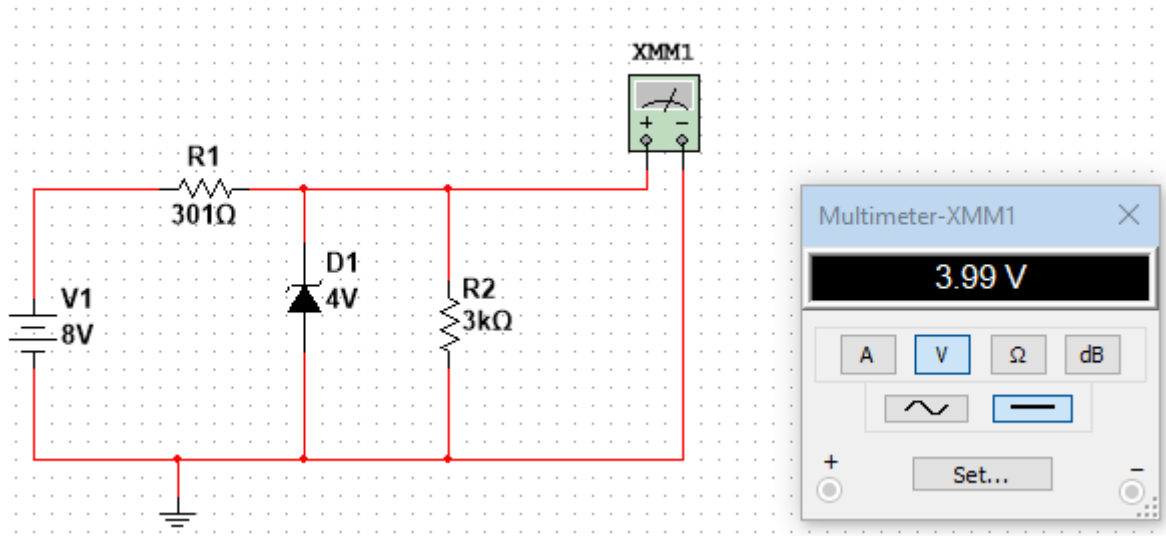 XMM1
+ −
R1
301Ω
V1
8V
D1
4V
R2
3kΩ
Multimeter-XMM1
3.99 V
A V Ω dB
+ −
Set...